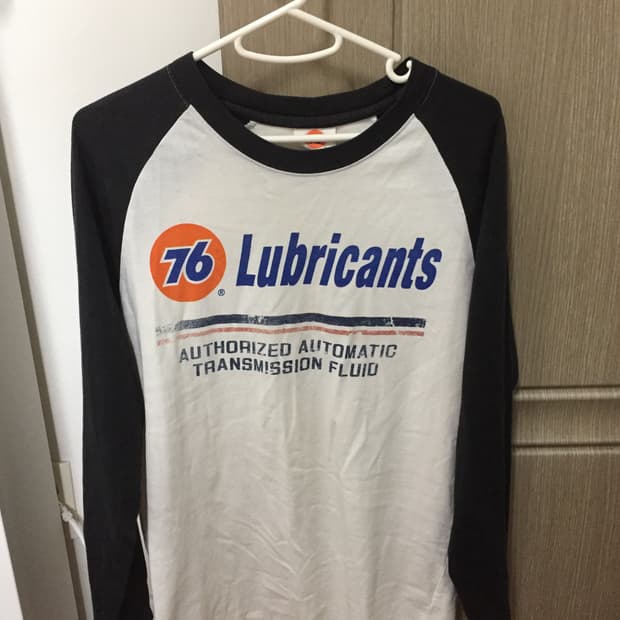 76® Lubricants
AUTHORIZED AUTOMATIC
TRANSMISSION FLUID